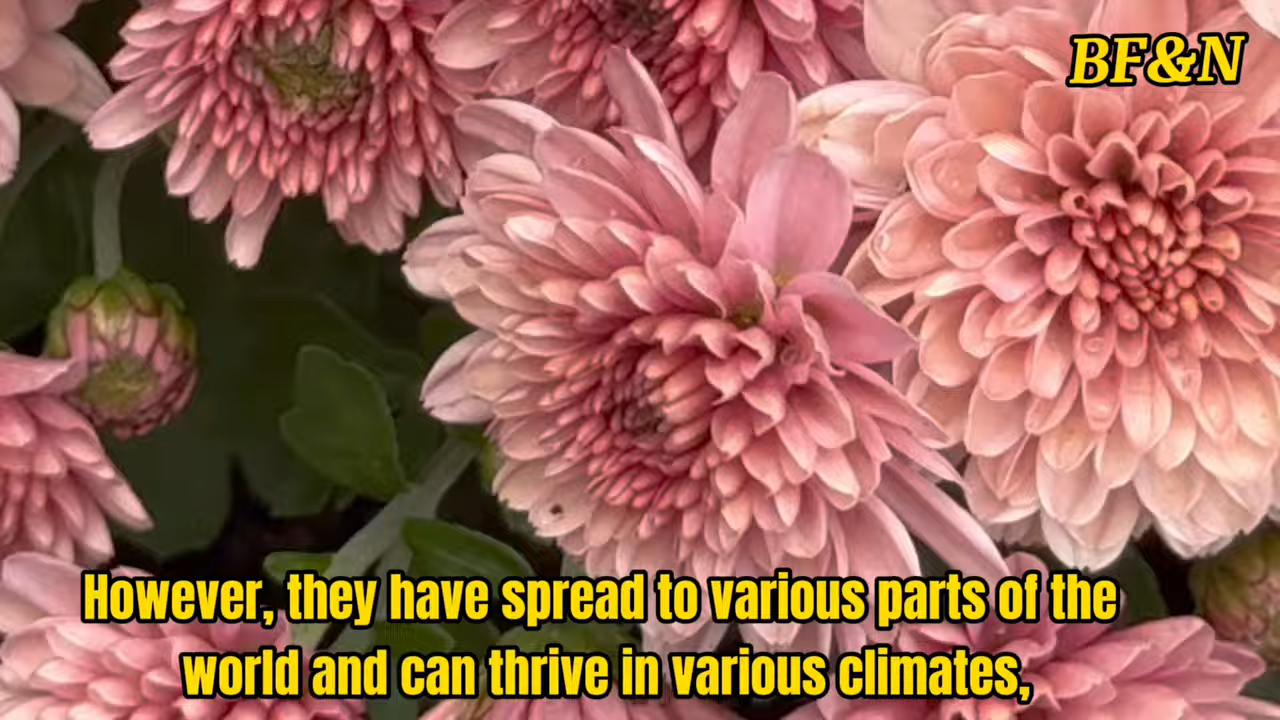 BF&N
However, they have spread to various parts of the
world and can thrive in various climates,